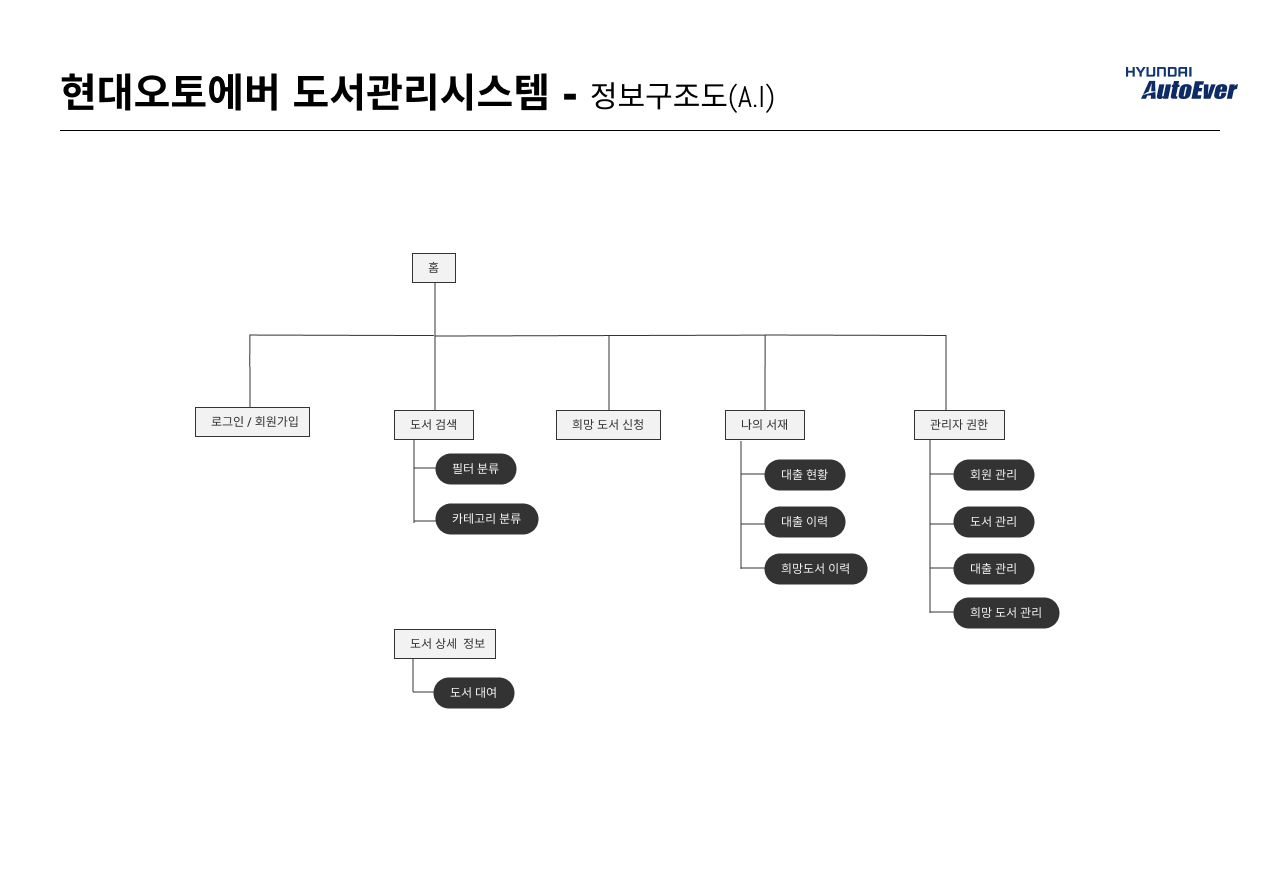 현대오토에버 도서관리시스템 - 정보구조도(A.I)
HYUNDAI
AutoEver
홈
로그인 / 회원가입
도서 검색
필터 분류
카테고리 분류
희망 도서 신청
나의 서재
대출 현황
대출 이력
희망도서 이력
관리자 권한
회원 관리
도서 관리
대출 관리
희망 도서 관리
도서 상세 정보
도서 대여